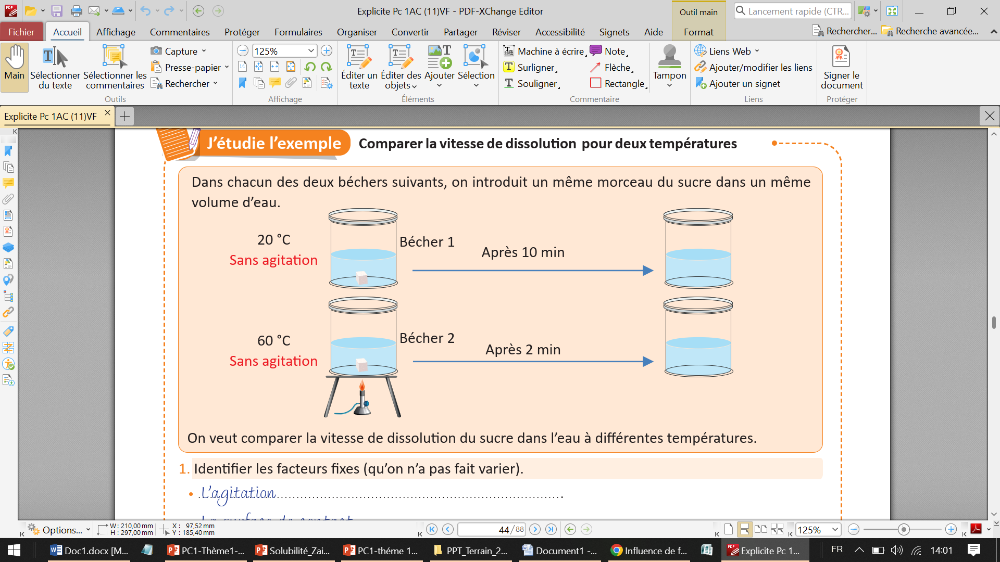 Explicite Pc 1AC (11)VF - PDF-XChange Editor
Outil main
Lancement rapide (CTR...
Fichier
Accueil
Affichage
Commentaires
Protéger
Formulaires
Organiser
Convertir
Partager
Réviser
Accessibilité
Signets
Aide
Format
Rechercher...
Recherche avancée...
Main
Sélectionner
du texte
Sélectionner les
commentaires
Capture
Presse-papier
Rechercher
Outils
125%
Affichage
Éditer un
texte
Éditer des
objets
Ajouter
Sélection
Éléments
Machine à écrire
Surligner
Souligner
Note
Flèche
Rectangle
Commentaire
Tampon
Liens Web
Ajouter/modifier les liens
Ajouter un signet
Liens
Signer le
document
Protéger
Explicite Pc 1AC (11)VF
J'étudie l'exemple
Comparer la vitesse de dissolution pour deux températures
Dans chacun des deux béchers suivants, on introduit un même morceau du sucre dans un même
volume d'eau.
20 °C
Sans agitation
Bécher 1
Après 10 min
60 °C
Sans agitation
Bécher 2
Après 2 min
On veut comparer la vitesse de dissolution du sucre dans l'eau à différentes températures.
1. Identifier les facteurs fixes (qu'on n'a pas fait varier).
• L'agitation
La surface de contact
Options...
W : 210,00 mm
H : 297,00 mm
X : 97,52 mm
Y : 185,40 mm
44 / 88
125%
Doc1.docx [M...
PC1-Thème1-...
Solubilité_Zai...
PC1-théme 1...
PPT_Terrain_2...
Document1 -...
Influence de f...
Explicite Pc 1...
FR
14:01